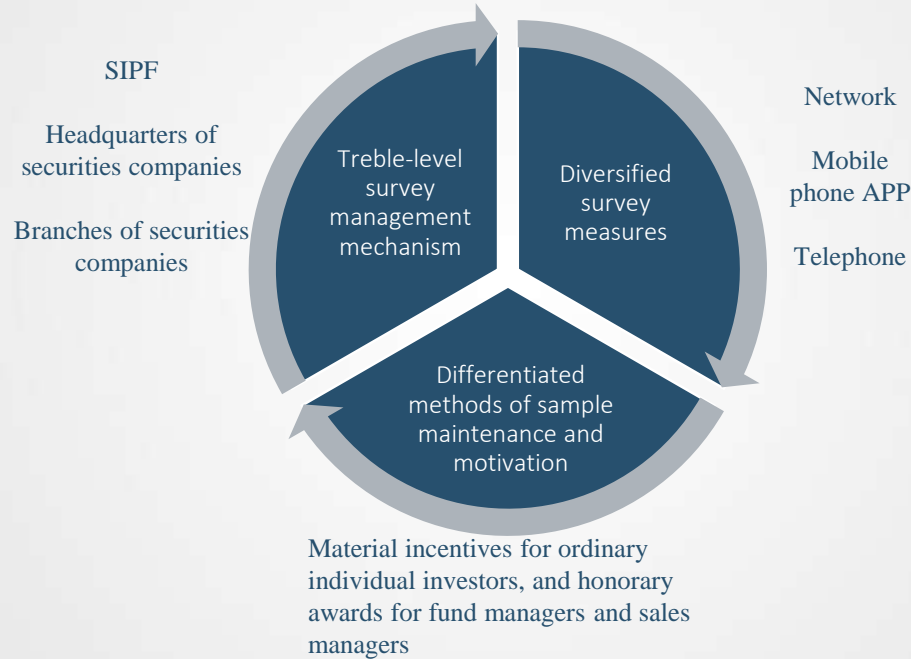 SIPF
Headquarters of
securities companies
Branches of securities
companies
Treble-level
survey
management
mechanism
Diversified
survey
measures
Network
Mobile
phone APP
Telephone
Differentiated
methods of sample
maintenance and
motivation
Material incentives for ordinary
individual investors, and honorary
awards for fund managers and sales
managers